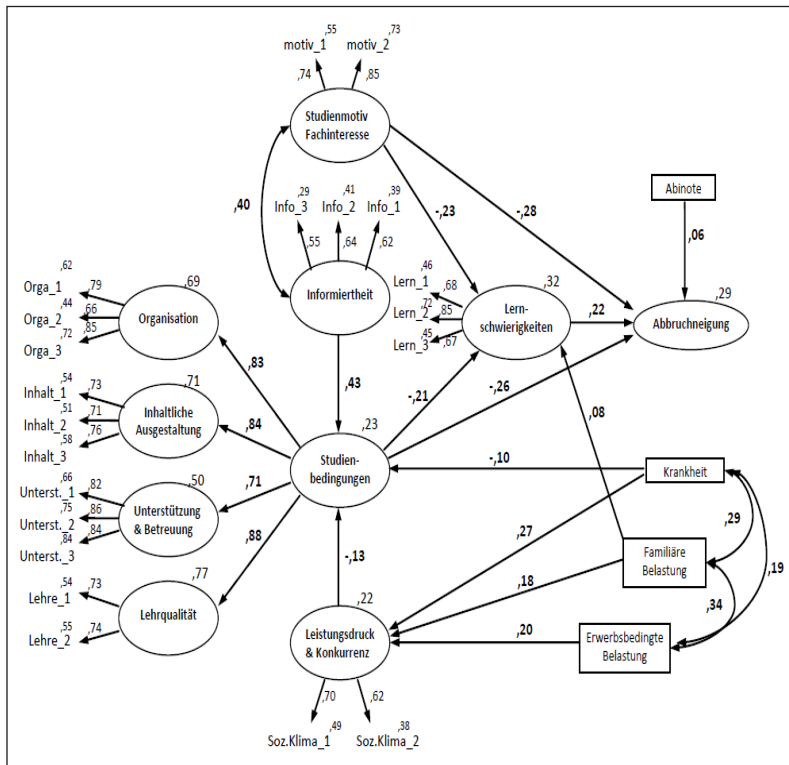 ,55 ,73
motiv_1 motiv_2
,74 ,85
Studienmotiv
Fachinteresse
,40
,29 ,41 ,39
Info_3 Info_2 Info_1
,55 ,64 ,62
Informiertheit
-,23
-,28
Abinote
,06
,62
Orga_1 ,79
,44
Orga_2 ,66
,85
,72
Orga_3
,69
Organisation
,46
Lern_1 ,68
,72
Lern_2 ,85
,45
Lern_3 ,67
,32
Lern-
schwierigkeiten
,22
,29
Abbruchneigung
,83
,43
-,21
-,26
,08
,54
Inhalt_1 ,73
,51
Inhalt_2 ,71
,58 ,76
Inhalt_3
,71
Inhaltliche
Ausgestaltung
,84
,23
Studien-
bedingungen
-,10
Krankheit
,66
Unterst._1 ,82
,75
Unterst._2 ,86
,84 ,84
Unterst._3
,50
Unterstützung
& Betreuung
,71
,88
-,13
,27
,18
,20
,29
,19
,34
Familiäre
Belastung
,54
Lehre_1 ,73
,55
Lehre_2 ,74
,77
Lehrqualität
,22
Leistungsdruck
& Konkurrenz
Erwerbsbedingte
Belastung
,70 ,62
,49 ,38
Soz.Klima_1 Soz.Klima_2